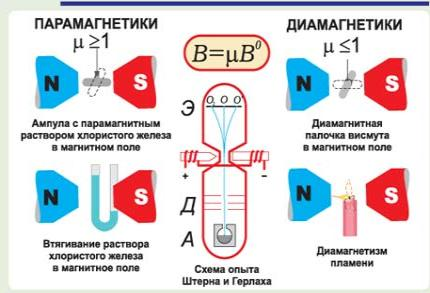 ПАРАМАГНЕТИКИ
μ ≥1
N
S
Ампула с парамагнитным
раствором хлористого железа
в магнитном поле
N
S
Втягивание раствора
хлористого железа
в магнитное поле
B=μB⁰
Э
+
–
Д
А
Схема опыта
Штерна и Герлаха
ДИАМАГНЕТИКИ
μ ≤1
N
S
Диамагнитная
палочка висмута
в магнитном поле
N
S
Диамагнетизм
пламени